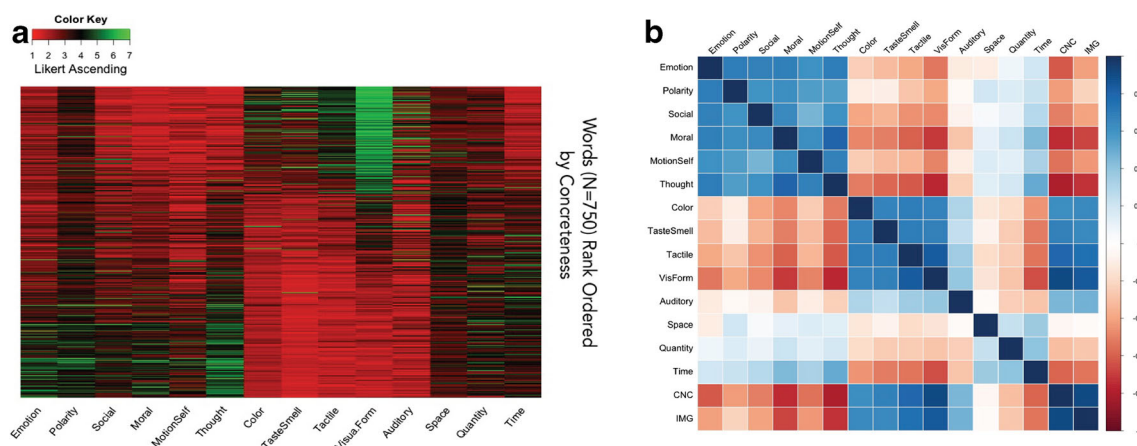 a
Color Key
1 2 3 4 5 6 7
Likert Ascending
Words (N=750) Rank Ordered
by Concreteness
Emotion
Polarity
Social
Moral
MotionSelf
Thought
Color
TasteSmell
Tactile
Visua.Form
Auditory
Space
Quantity
Time
b
Emotion
Polarity
Social
Moral
MotionSelf
Thought
Color
TasteSmell
Tactile
VisForm
Auditory
Space
Quantity
Time
CNC
IMG
Emotion
Polarity
Social
Moral
MotionSelf
Thought
Color
TasteSmell
Tactile
VisForm
Auditory
Space
Quantity
Time
CNC
IMG